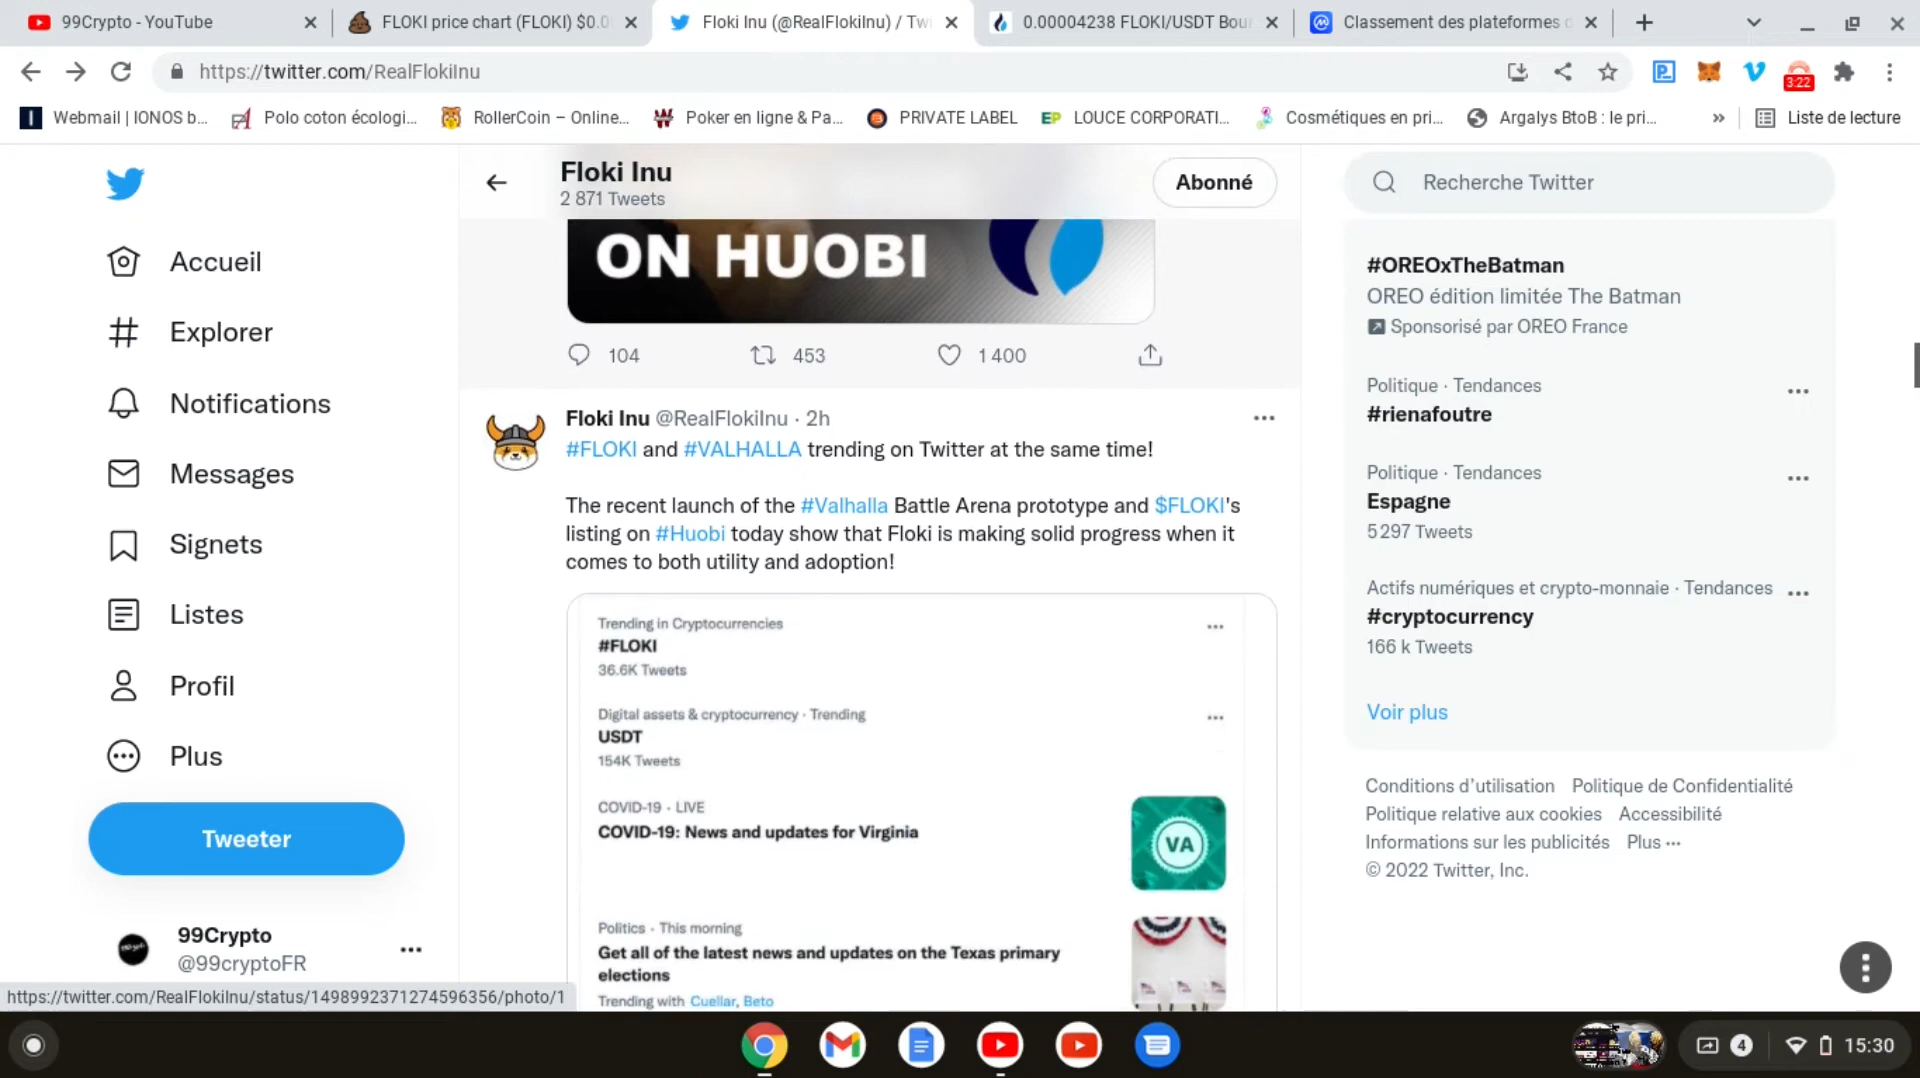 99Crypto - YouTube
FLOKI price chart (FLOKI) $0.0
Floki Inu (@RealFlokiInu) / Twi
0.00004238 FLOKI/USDT Bou
Classement des plateformes d
https://twitter.com/RealFlokiInu
3:22
Webmail | IONOS b...
Polo coton écologi...
RollerCoin – Online...
Poker en ligne & Pa...
PRIVATE LABEL
EP
LOUCE CORPORATI...
Cosmétiques en pri...
Argalys BtoB : le pri...
»
Liste de lecture
Floki Inu
2 871 Tweets
Abonné
Recherche Twitter
Accueil
Explorer
Notifications
Messages
Signets
Listes
Profil
Plus
Tweeter
99Crypto
@99cryptoFR
ON HUOBI
104
453
1 400
Floki Inu @RealFlokiInu · 2h
#FLOKI and #VALHALLA trending on Twitter at the same time!
The recent launch of the #Valhalla Battle Arena prototype and $FLOKI's
listing on #Huobi today show that Floki is making solid progress when it
comes to both utility and adoption!
Trending in Cryptocurrencies
#FLOKI
36.6K Tweets
Digital assets & cryptocurrency · Trending
USDT
154K Tweets
COVID-19 · LIVE
COVID-19: News and updates for Virginia
VA
Politics · This morning
Get all of the latest news and updates on the Texas primary
elections
Trending with Cuellar, Beto
#OREOxTheBatman
OREO édition limitée The Batman
Sponsorisé par OREO France
Politique · Tendances
#rienafoutre
Politique · Tendances
Espagne
5 297 Tweets
Actifs numériques et crypto-monnaie · Tendances
#cryptocurrency
166 k Tweets
Voir plus
Conditions d’utilisation Politique de Confidentialité
Politique relative aux cookies Accessibilité
Informations sur les publicités Plus ···
© 2022 Twitter, Inc.
https://twitter.com/RealFlokiInu/status/1498992371274596356/photo/1
4
15:30